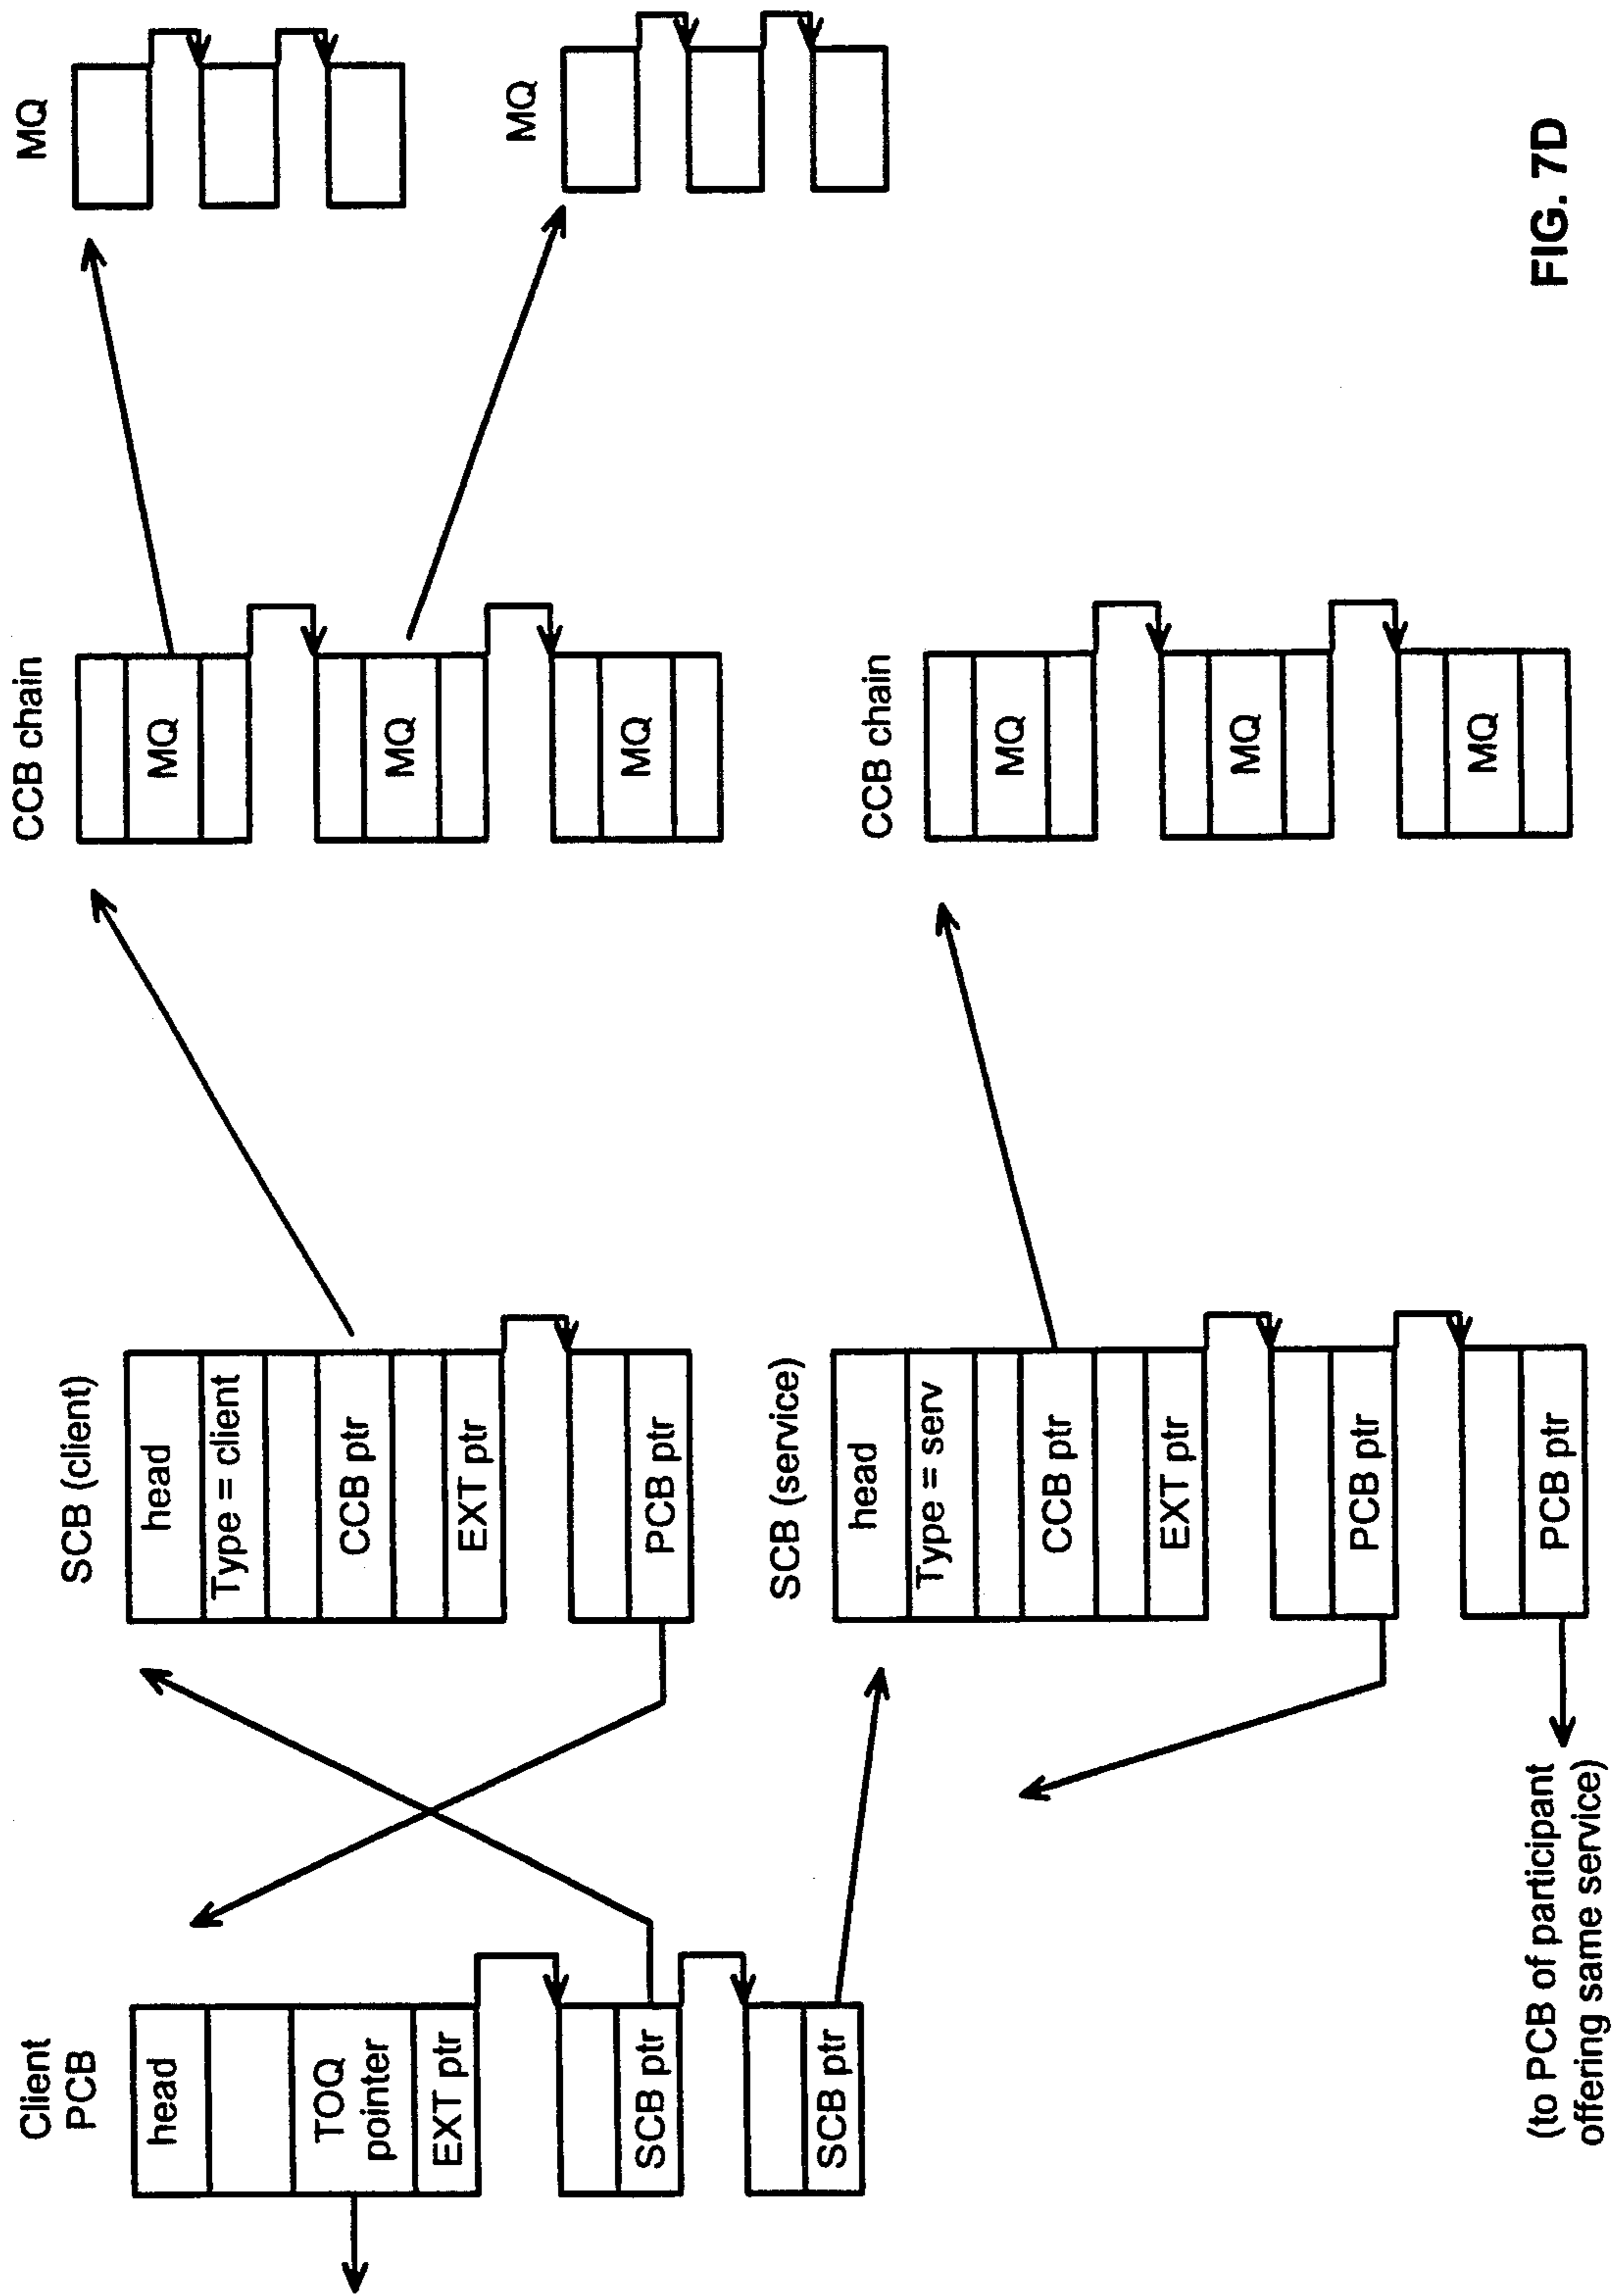 Client
PCB
head
TOQ
pointer
EXT ptr
SCB ptr
SCB ptr
SCB (client)
head
Type = client
CCB ptr
EXT ptr
PCB ptr
SCB (service)
head
Type = serv
CCB ptr
EXT ptr
PCB ptr
PCB ptr
(to PCB of participant
offering same service)
CCB chain
MQ
MQ
MQ
CCB chain
MQ
MQ
MQ
MQ
MQ
FIG. 7D